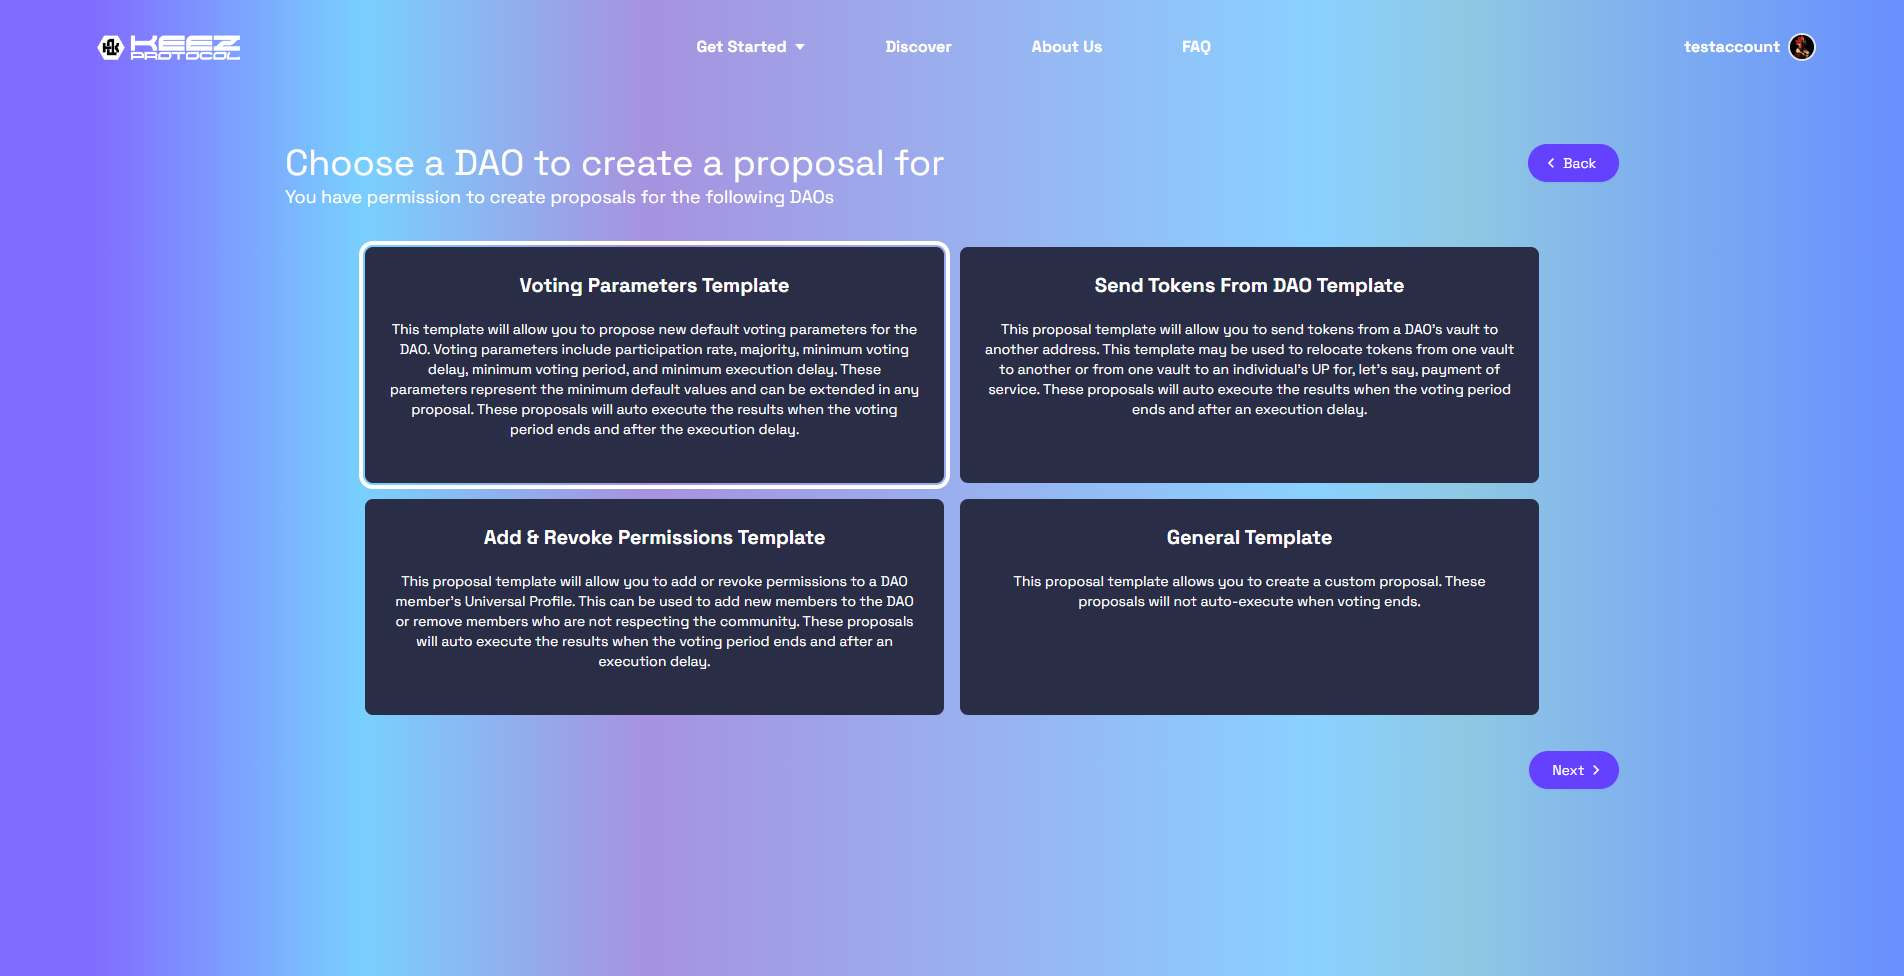 KEEZ
PROTOCOL
Get Started
Discover
About Us
FAQ
testaccount
Choose a DAO to create a proposal for
You have permission to create proposals for the following DAOs
Back
Voting Parameters Template
This template will allow you to propose new default voting parameters for the
DAO. Voting parameters include participation rate, majority, minimum voting
delay, minimum voting period, and minimum execution delay. These
parameters represent the minimum default values and can be extended in any
proposal. These proposals will auto execute the results when the voting
period ends and after the execution delay.
Send Tokens From DAO Template
This proposal template will allow you to send tokens from a DAO's vault to
another address. This template may be used to relocate tokens from one vault
to another or from one vault to an individual's UP for, let's say, payment of
service. These proposals will auto execute the results when the voting period
ends and after an execution delay.
Add & Revoke Permissions Template
This proposal template will allow you to add or revoke permissions to a DAO
member's Universal Profile. This can be used to add new members to the DAO
or remove members who are not respecting the community. These proposals
will auto execute the results when the voting period ends and after an
execution delay.
General Template
This proposal template allows you to create a custom proposal. These
proposals will not auto-execute when voting ends.
Next